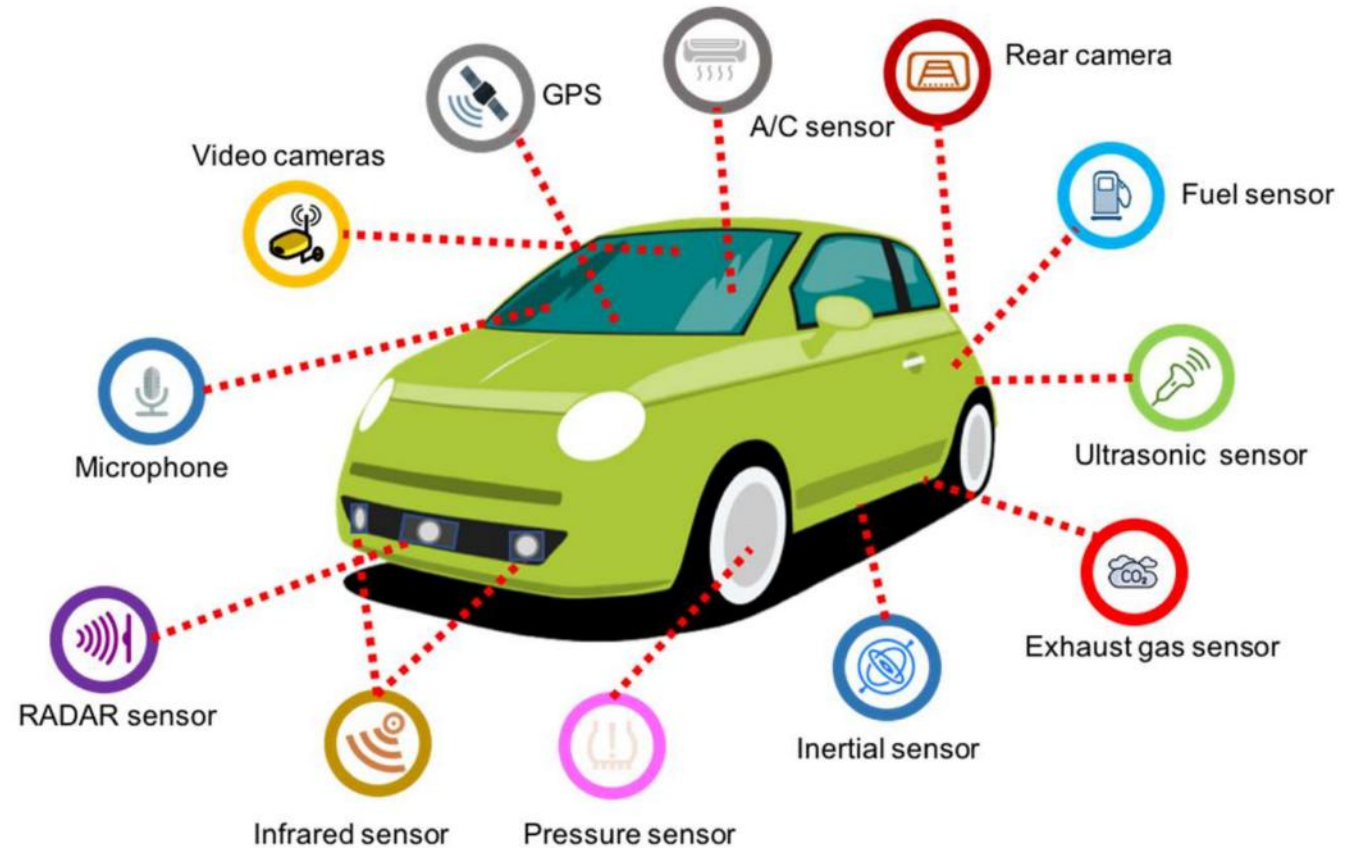 Rear camera
GPS
A/C sensor
Video cameras
Fuel sensor
Microphone
Ultrasonic sensor
CO₂
Exhaust gas sensor
RADAR sensor
Inertial sensor
Infrared sensor
Pressure sensor